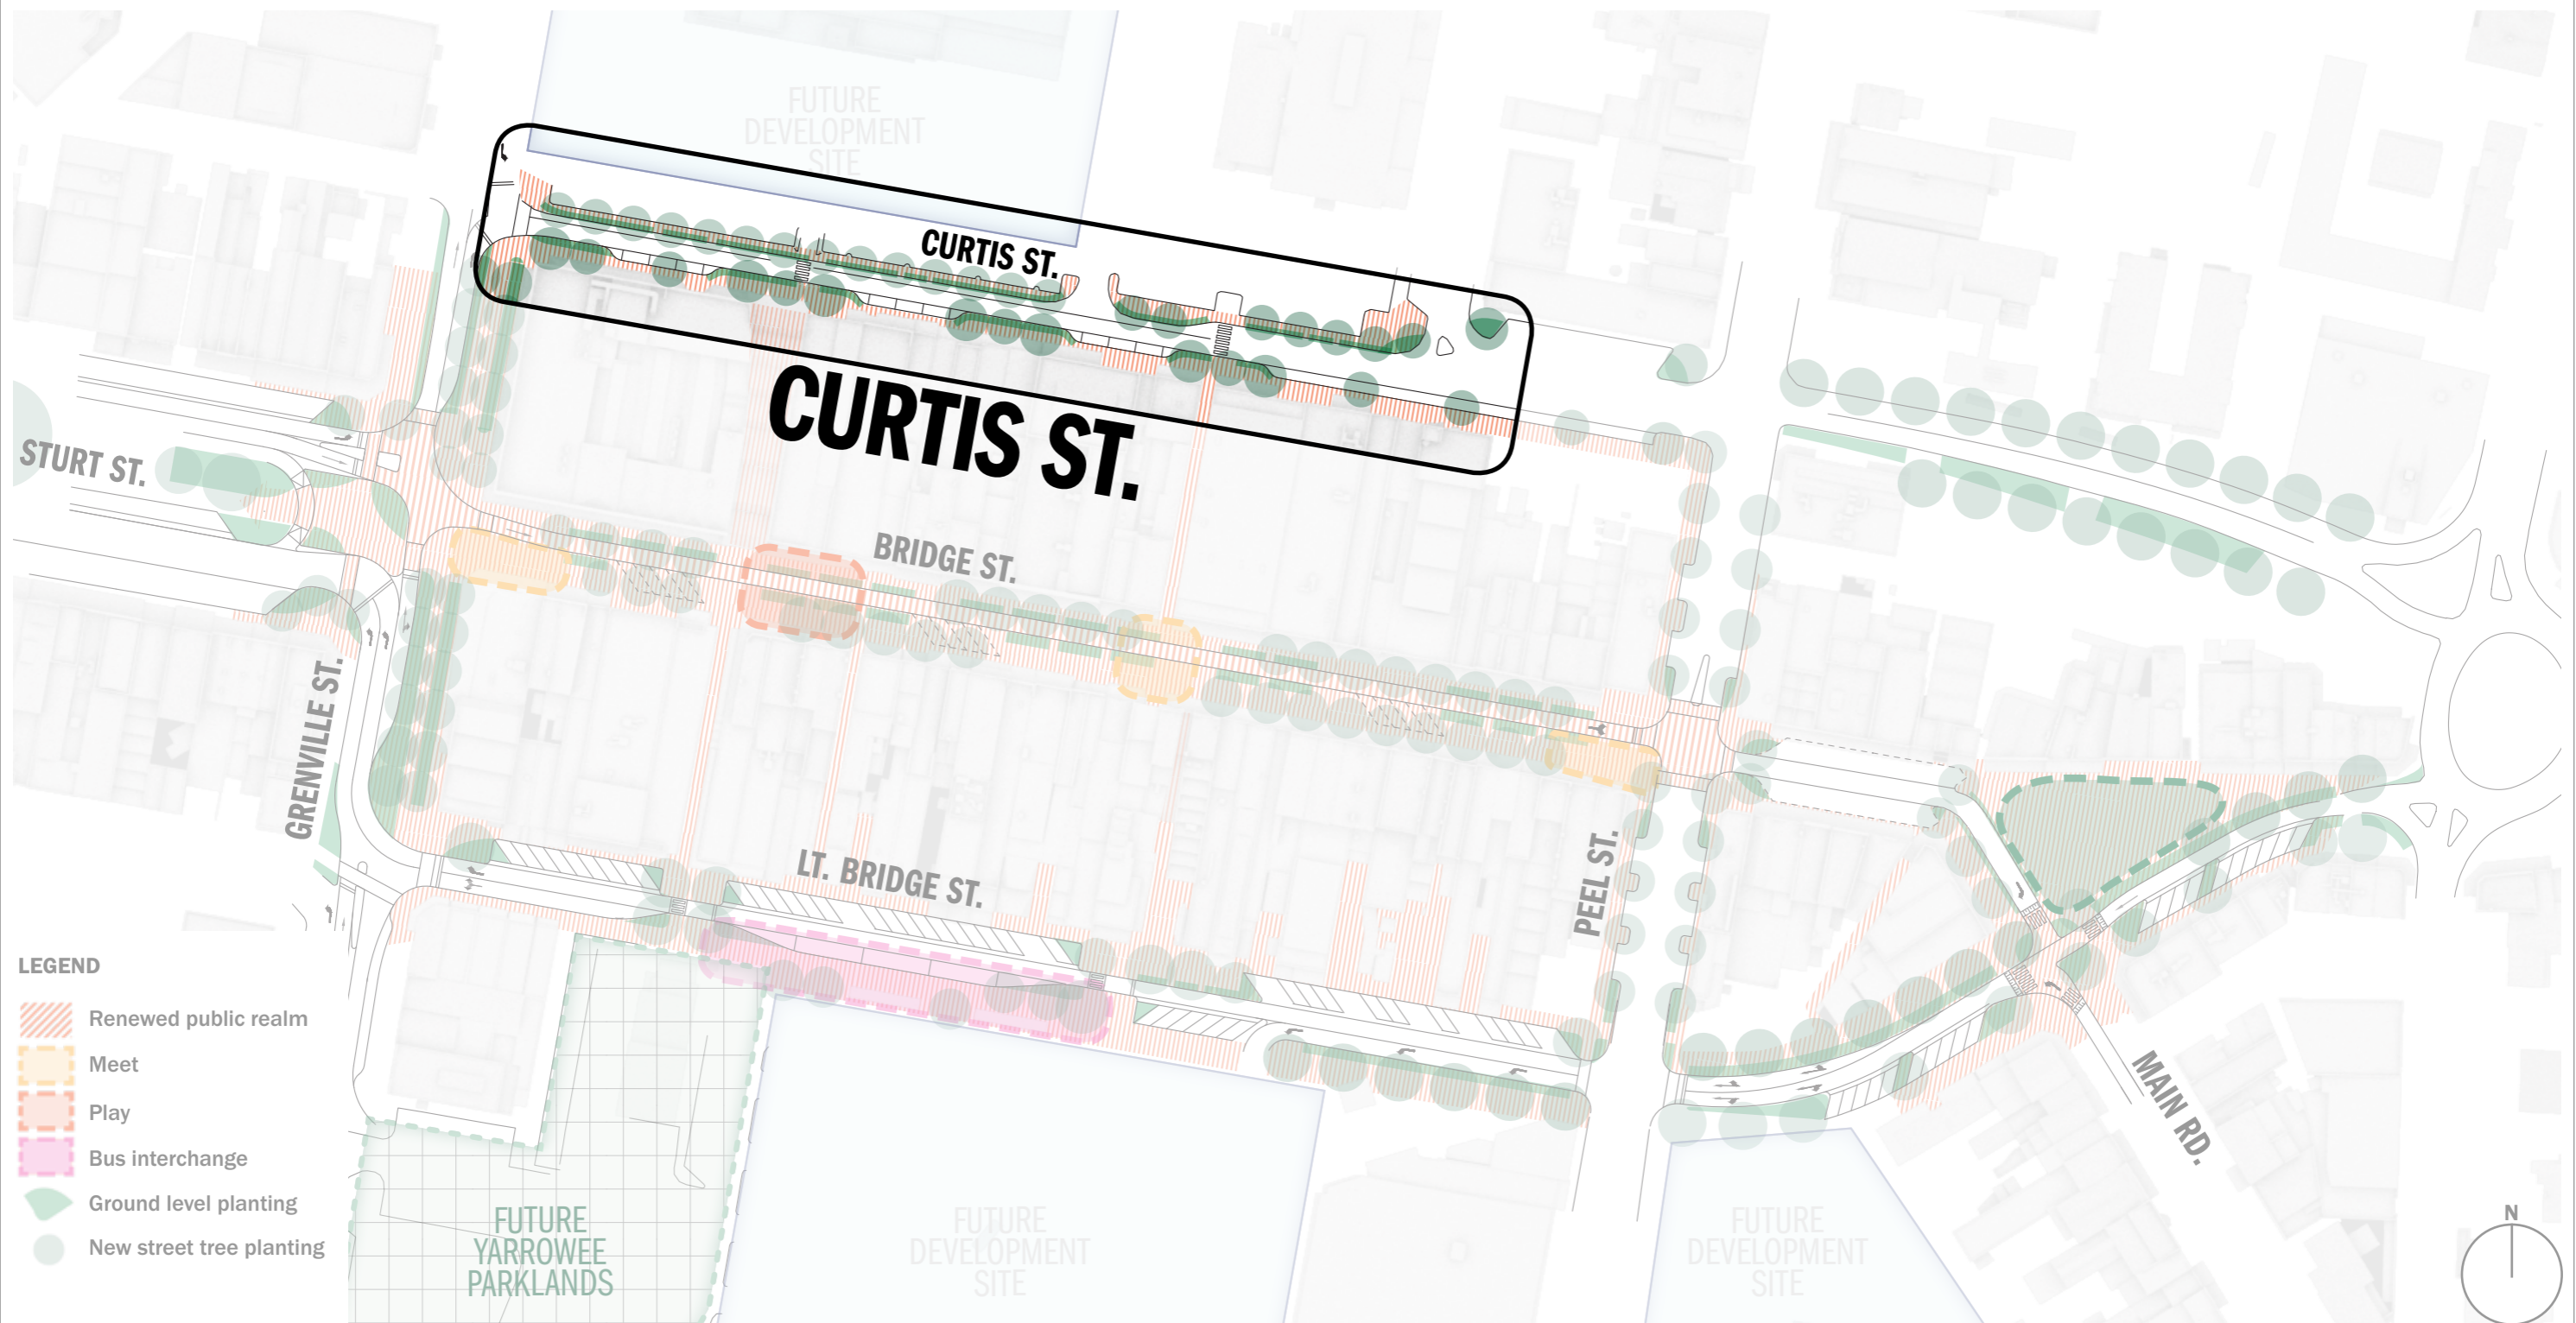 FUTURE
DEVELOPMENT
SITE
CURTIS ST.
CURTIS ST.
STURT ST.
BRIDGE ST.
GRENVILLE ST.
LT. BRIDGE ST.
PEEL ST.
MAIN RD.
LEGEND
Renewed public realm
Meet
Play
Bus interchange
Ground level planting
New street tree planting
FUTURE
YARROWEE
PARKLANDS
FUTURE
DEVELOPMENT
SITE
FUTURE
DEVELOPMENT
SITE
N